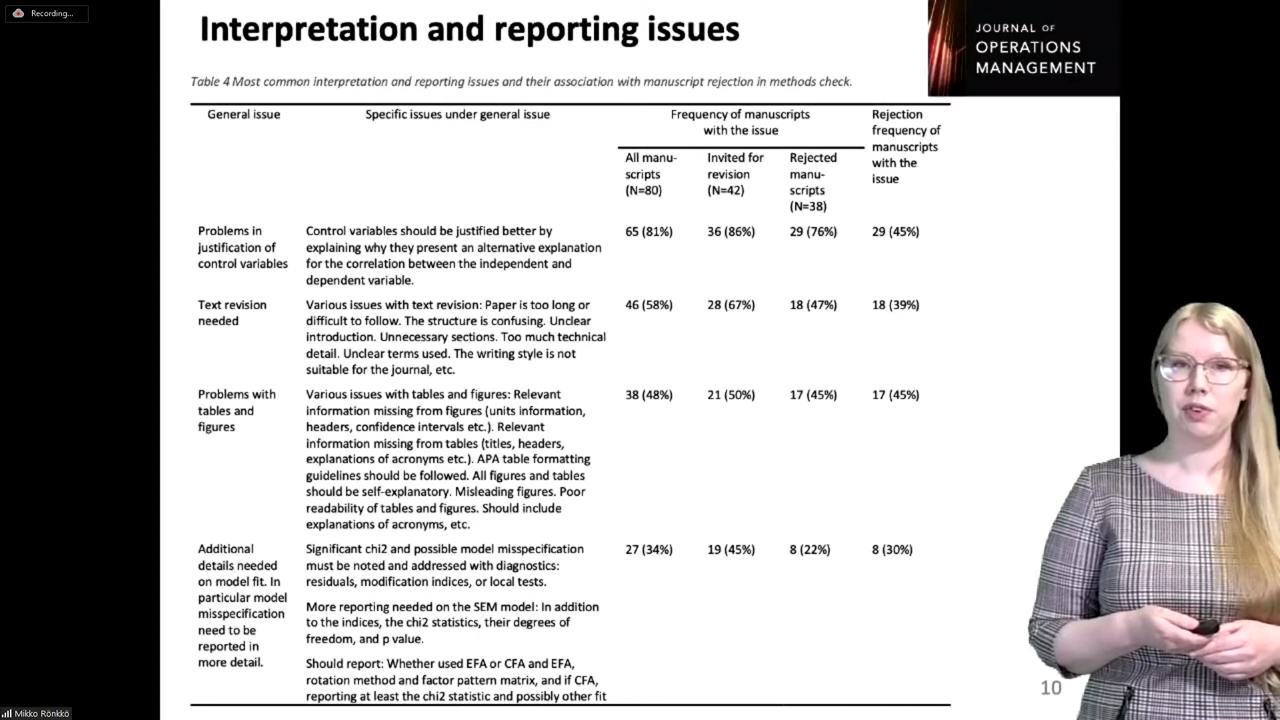 Recording...
Interpretation and reporting issues
JOURNAL OF
OPERATIONS
MANAGEMENT
Table 4 Most common interpretation and reporting issues and their association with manuscript rejection in methods check.
General issue
Specific issues under general issue
Frequency of manuscripts
with the issue
Rejection
frequency of
manuscripts
with the
issue
All manu-
scripts
(N=80)
Invited for
revision
(N=42)
Rejected
manu-
scripts
(N=38)
Problems in
justification of
control variables
Control variables should be justified better by
explaining why they present an alternative explanation
for the correlation between the independent and
dependent variable.
65 (81%)
36 (86%)
29 (76%)
29 (45%)
Text revision
needed
Various issues with text revision: Paper is too long or
difficult to follow. The structure is confusing. Unclear
introduction. Unnecessary sections. Too much technical
detail. Unclear terms used. The writing style is not
suitable for the journal, etc.
46 (58%)
28 (67%)
18 (47%)
18 (39%)
Problems with
tables and
figures
Various issues with tables and figures: Relevant
information missing from figures (units information,
headers, confidence intervals etc.). Relevant
information missing from tables (titles, headers,
explanations of acronyms etc.). APA table formatting
guidelines should be followed. All figures and tables
should be self-explanatory. Misleading figures. Poor
readability of tables and figures. Should include
explanations of acronyms, etc.
38 (48%)
21 (50%)
17 (45%)
17 (45%)
Additional
details needed
on model fit. In
particular model
misspecification
need to be
reported in
more detail.
Significant chi2 and possible model misspecification
must be noted and addressed with diagnostics:
residuals, modification indices, or local tests.
More reporting needed on the SEM model: In addition
to the indices, the chi2 statistics, their degrees of
freedom, and p value.
Should report: Whether used EFA or CFA and EFA,
rotation method and factor pattern matrix, and if CFA,
reporting at least the chi2 statistic and possibly other fit
27 (34%)
19 (45%)
8 (22%)
8 (30%)
10
Mikko Rönkkö